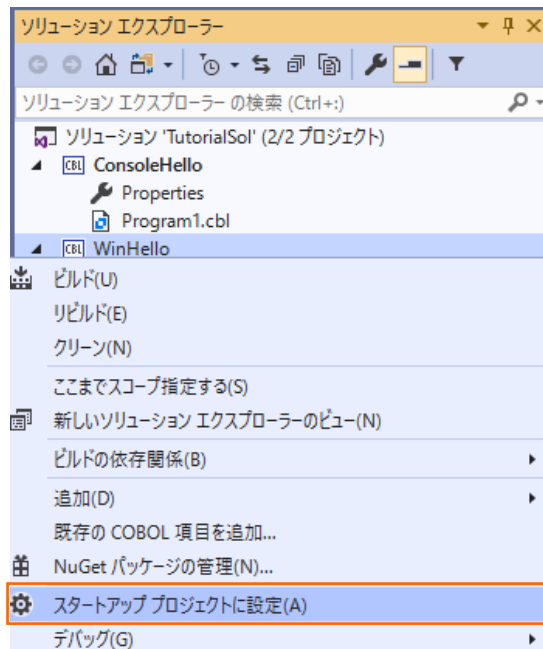 ソリューション エクスプローラー
ソリューション エクスプローラー の検索 (Ctrl+:)
ソリューション 'TutorialSol' (2/2 プロジェクト)
CBL ConsoleHello
Properties
Program1.cbl
CBL WinHello
ビルド(U)
リビルド(E)
クリーン(N)
ここまでスコープ指定する(S)
新しいソリューション エクスプローラーのビュー(N)
ビルドの依存関係(B)
追加(D)
既存の COBOL 項目を追加...
NuGet パッケージの管理(N)...
スタートアップ プロジェクトに設定(A)
デバッグ(G)